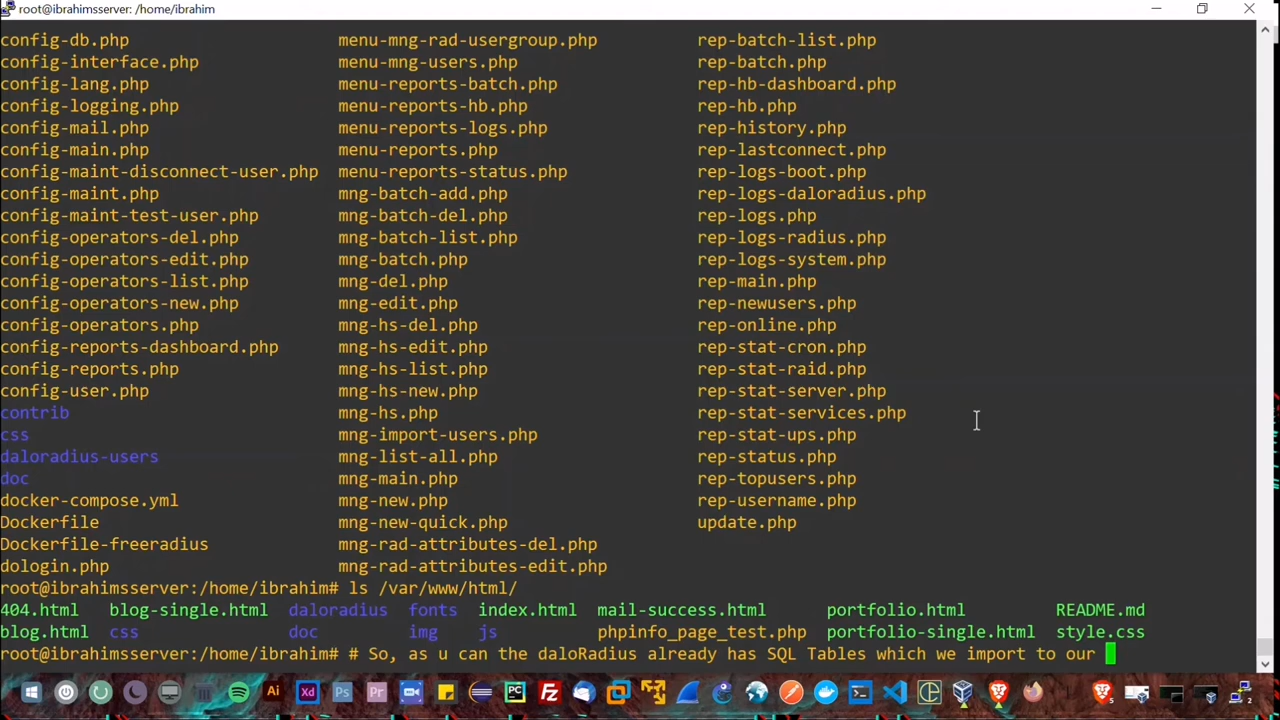 root@ibrahimsserver: /home/ibrahim
config-db.php menu-mng-rad-usergroup.php rep-batch-list.php
config-interface.php menu-mng-users.php rep-batch.php
config-lang.php menu-reports-batch.php rep-hb-dashboard.php
config-logging.php menu-reports-hb.php rep-hb.php
config-mail.php menu-reports-logs.php rep-history.php
config-main.php menu-reports.php rep-lastconnect.php
config-maint-disconnect-user.php menu-reports-status.php rep-logs-boot.php
config-maint.php mng-batch-add.php rep-logs-daloradius.php
config-maint-test-user.php mng-batch-del.php rep-logs.php
config-operators-del.php mng-batch-list.php rep-logs-radius.php
config-operators-edit.php mng-batch.php rep-logs-system.php
config-operators-list.php mng-del.php rep-main.php
config-operators-new.php mng-edit.php rep-newusers.php
config-operators.php mng-hs-del.php rep-online.php
config-reports-dashboard.php mng-hs-edit.php rep-stat-cron.php
config-reports.php mng-hs-list.php rep-stat-raid.php
config-user.php mng-hs-new.php rep-stat-server.php
contrib mng-hs.php rep-stat-services.php
css mng-import-users.php rep-stat-ups.php
daloradius-users mng-list-all.php rep-status.php
doc mng-main.php rep-topusers.php
docker-compose.yml mng-new.php rep-username.php
Dockerfile mng-new-quick.php update.php
Dockerfile-freeradius mng-rad-attributes-del.php
dologin.php mng-rad-attributes-edit.php
root@ibrahimsserver:/home/ibrahim# ls /var/www/html/
404.html blog-single.html daloradius fonts index.html mail-success.html portfolio.html README.md
blog.html css doc img js phpinfo_page_test.php portfolio-single.html style.css
root@ibrahimsserver:/home/ibrahim# # So, as u can the daloRadius already has SQL Tables which we import to our
Ai Xd Ps Pr PC FZ